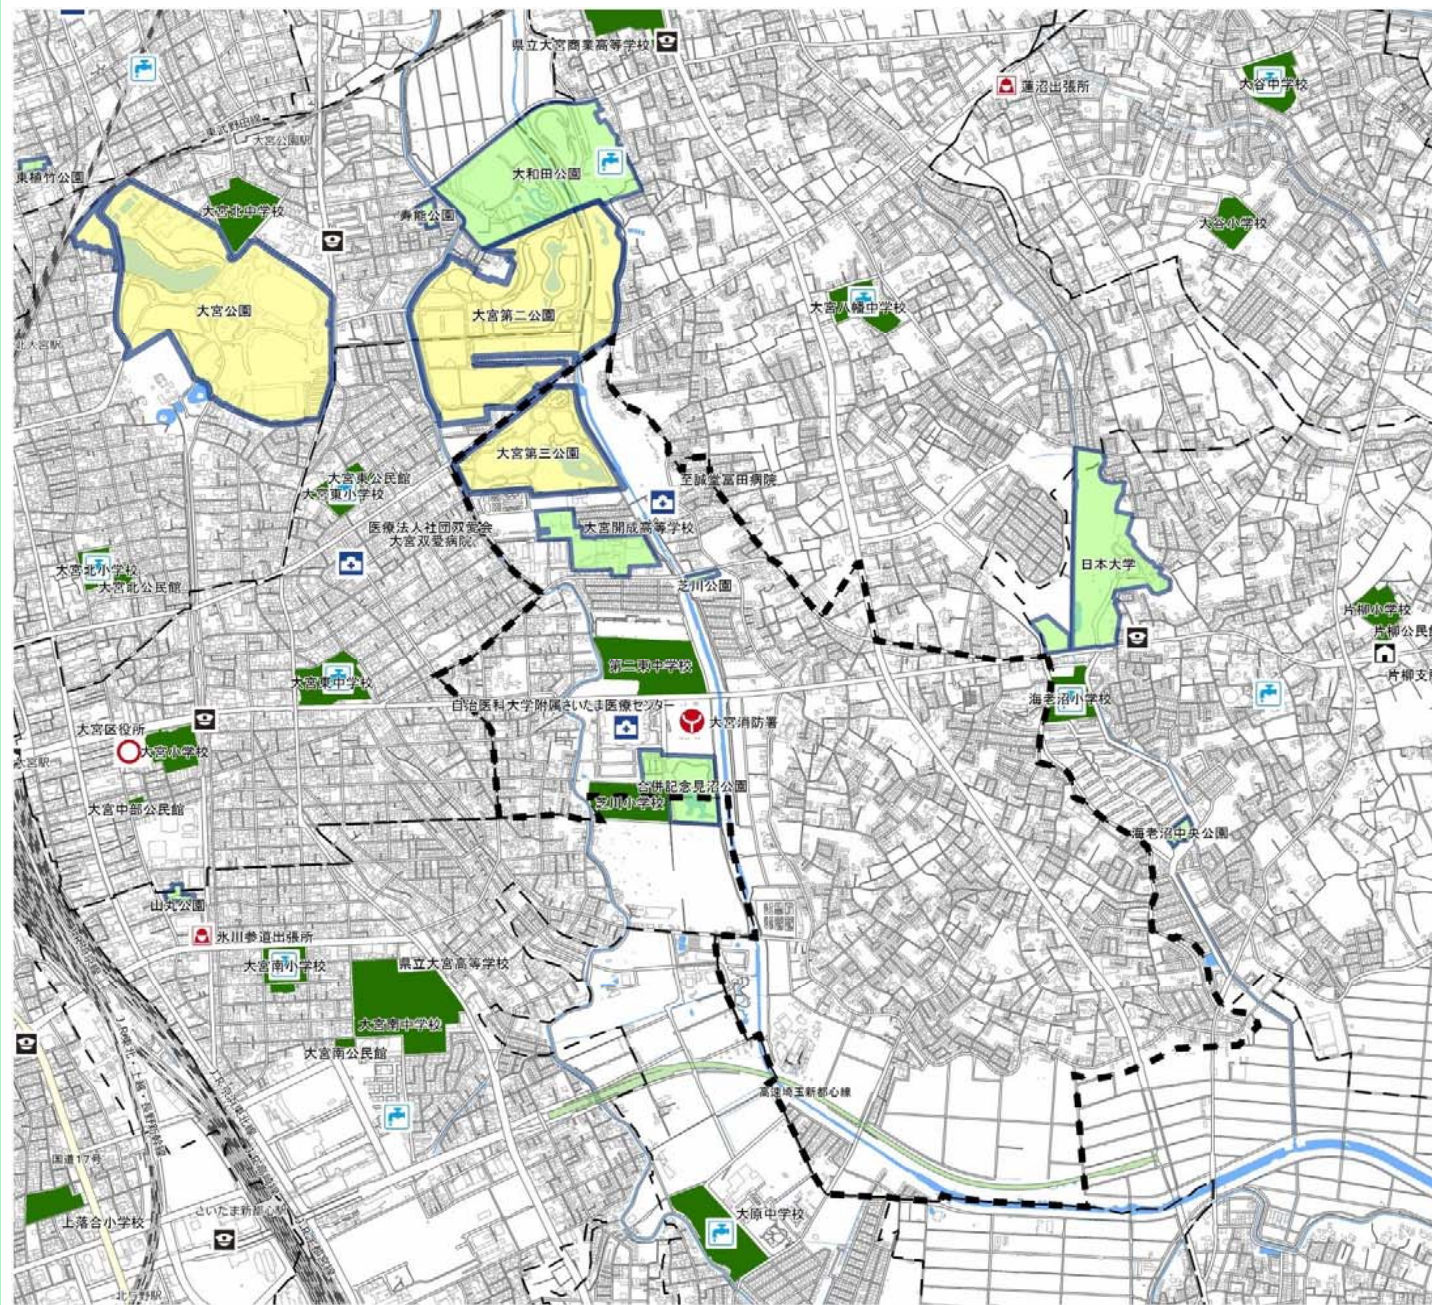 県立大宮商業高等学校
蓮沼出張所
大谷中学校
東武野田線
大宮公園駅
大和田公園
東植竹公園
大宮北中学校
寿能公園
大谷小学校
大宮公園
大宮第二公園
大宮八幡中学校
北大宮駅
大宮第三公園
至誠堂冨田病院
大宮東公民館
大宮東小学校
医療法人社団双愛会
大宮双愛病院
大宮開成高等学校
大宮北小学校
大宮北公民館
芝川公園
日本大学
片柳小学校
片柳公民館
片柳支所
第二東中学校
大宮東中学校
海老沼小学校
自治医科大学附属さいたま医療センター
大宮消防署
大宮区役所
大宮小学校
大宮駅
合併記念見沼公園
芝川小学校
大宮中部公民館
海老沼中央公園
山丸公園
氷川参道出張所
大宮南小学校
県立大宮高等学校
大宮南中学校
大宮南公民館
高速埼玉新都心線
国道17号
上落合小学校
さいたま新都心駅
大原中学校
北与野駅